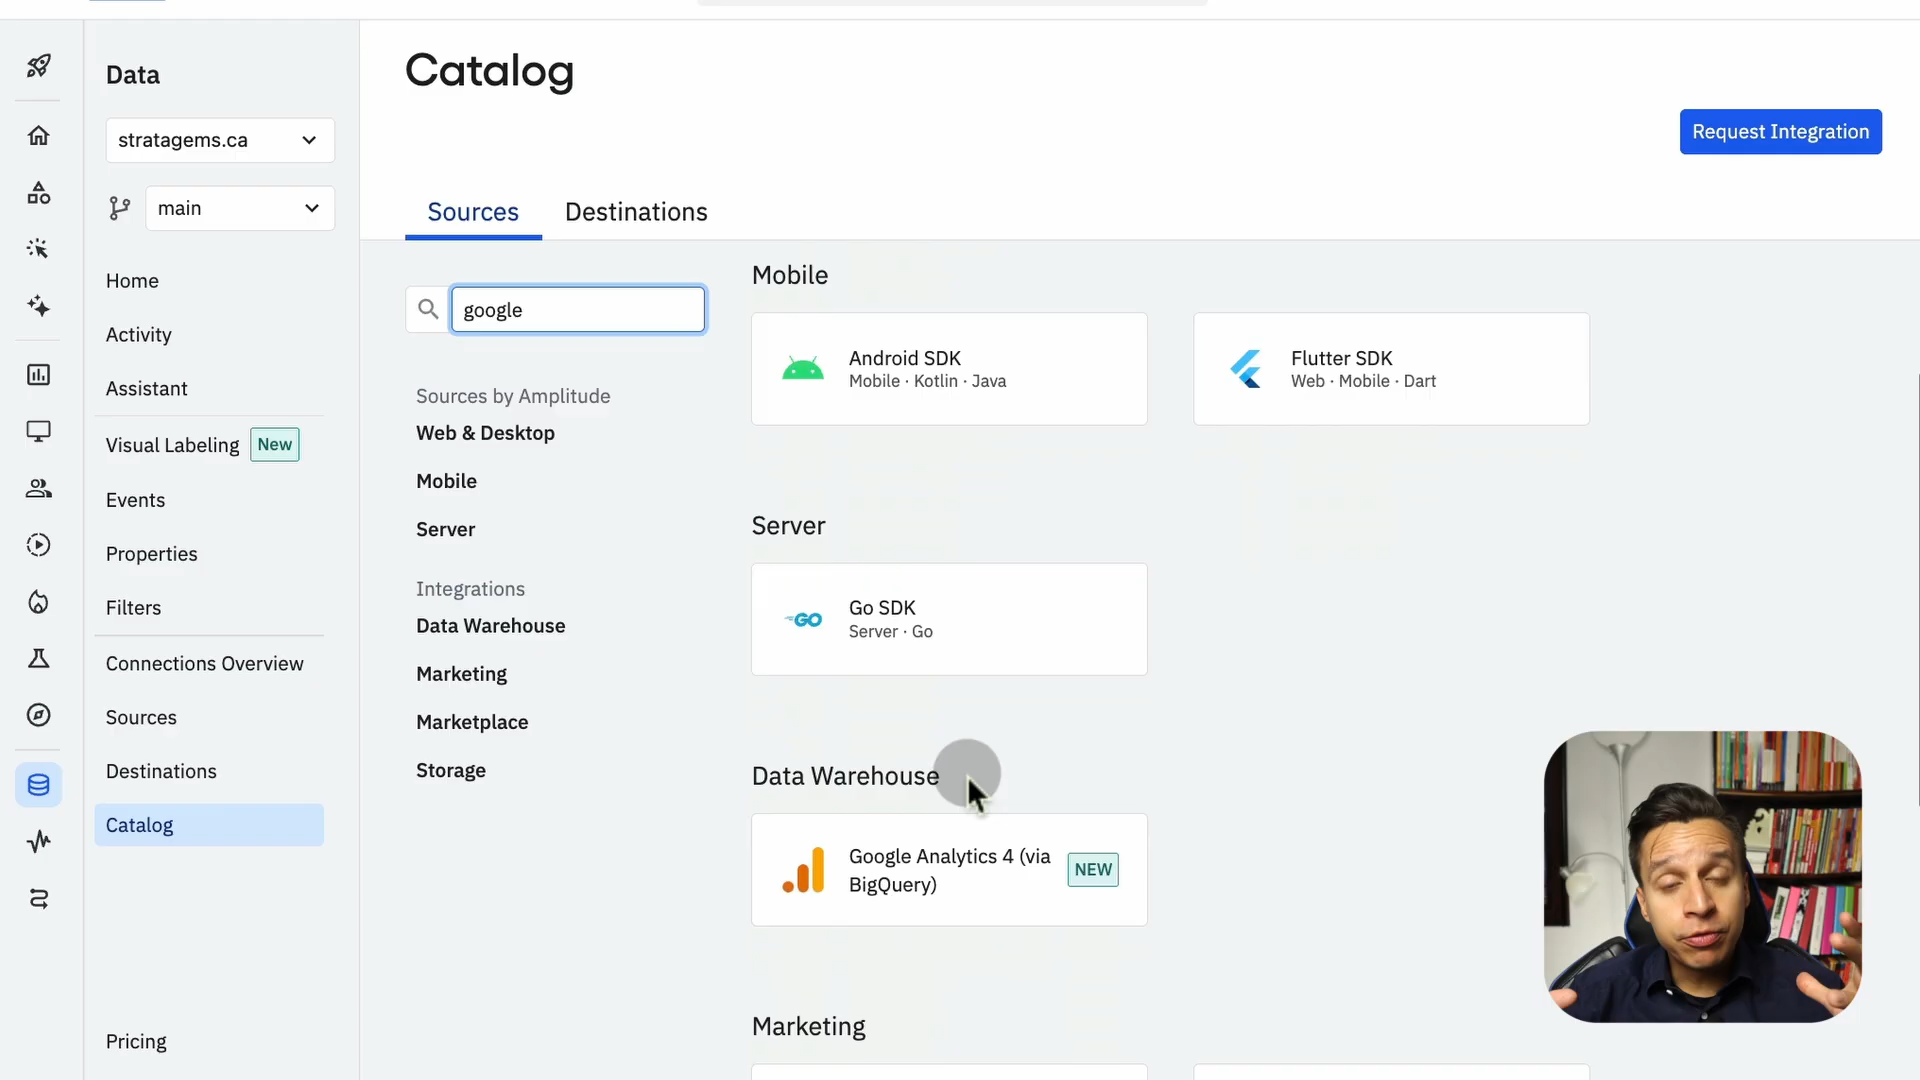 Catalog
Request Integration
Data
stratagems.ca
main
Home
Activity
Assistant
Visual Labeling New
Events
Properties
Filters
Connections Overview
Sources
Destinations
Catalog
Pricing
Sources Destinations
google
Sources by Amplitude
Web & Desktop
Mobile
Server
Integrations
Data Warehouse
Marketing
Marketplace
Storage
Mobile
Android SDK
Mobile · Kotlin · Java
Flutter SDK
Web · Mobile · Dart
Server
GO
Go SDK
Server · Go
Data Warehouse
Google Analytics 4 (via
BigQuery)
NEW
Marketing